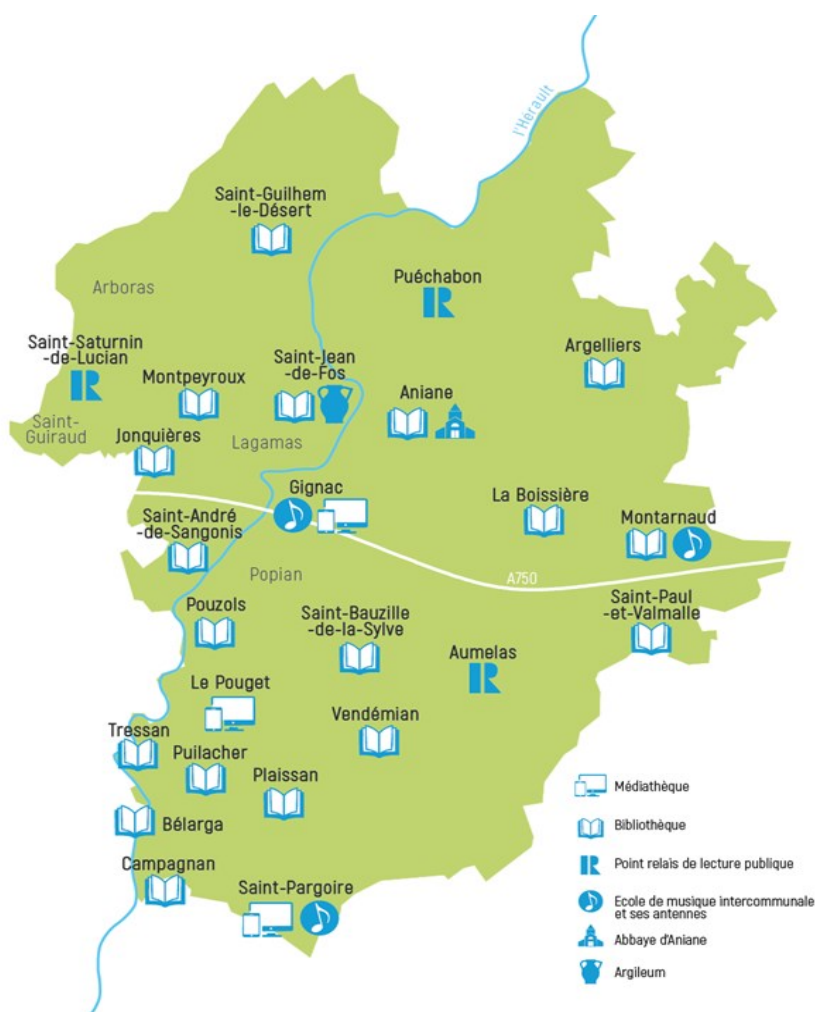 l'Hérault
Saint-Guilhem
-le-Désert
Arboras
Puéchabon
Saint-Saturnin
-de-Lucian
Montpeyroux
Saint-Jean
-de-Fos
Argelliers
Aniane
Saint-
Guiraud
Jonquières
Lagamas
Gignac
La Boissière
Saint-André
-de-Sangonis
Montarnaud
Popian
A750
Pouzols
Saint-Bauzille
-de-la-Sylve
Saint-Paul
-et-Valmalle
Aumelas
Le Pouget
Vendémian
Tressan
Puilacher
Plaissan
Bélarga
Campagnan
Saint-Pargoire
Médiathèque
Bibliothèque
R Point relais de lecture publique
Ecole de musique intercommunale
et ses antennes
Abbaye d'Aniane
Argileum